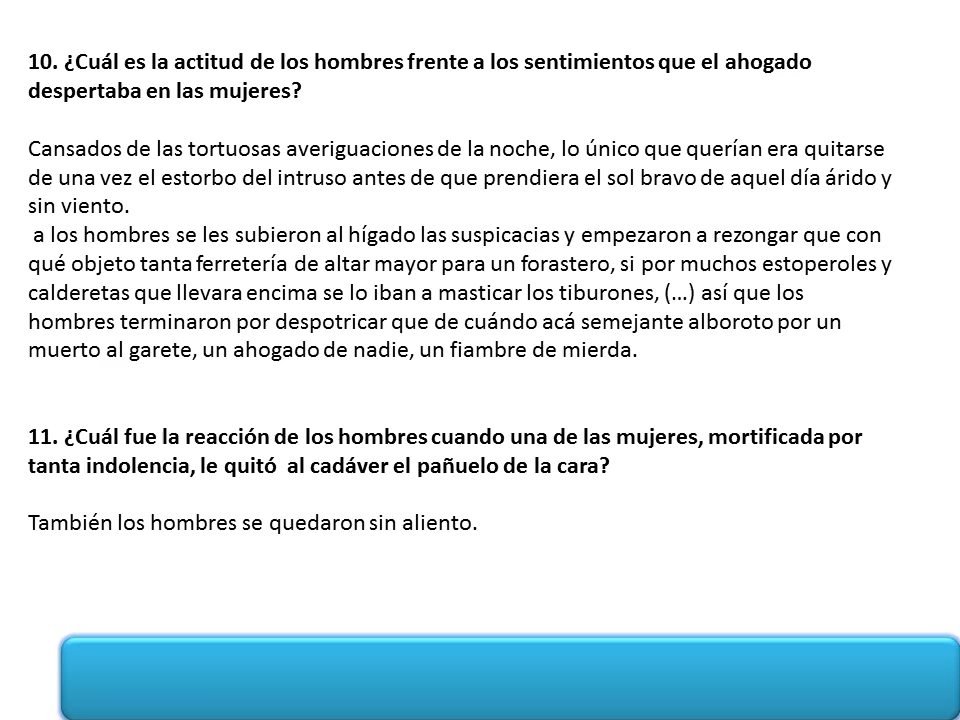 10. ¿Cuál es la actitud de los hombres frente a los sentimientos que el ahogado
despertaba en las mujeres?
Cansados de las tortuosas averiguaciones de la noche, lo único que querían era quitarse
de una vez el estorbo del intruso antes de que prendiera el sol bravo de aquel día árido y
sin viento.
a los hombres se les subieron al hígado las suspicacias y empezaron a rezongar que con
qué objeto tanta ferretería de altar mayor para un forastero, si por muchos estoperoles y
calderetas que llevara encima se lo iban a masticar los tiburones, (…) así que los
hombres terminaron por despotricar que de cuándo acá semejante alboroto por un
muerto al garete, un ahogado de nadie, un fiambre de mierda.
11. ¿Cuál fue la reacción de los hombres cuando una de las mujeres, mortificada por
tanta indolencia, le quitó  al cadáver el pañuelo de la cara?
También los hombres se quedaron sin aliento.